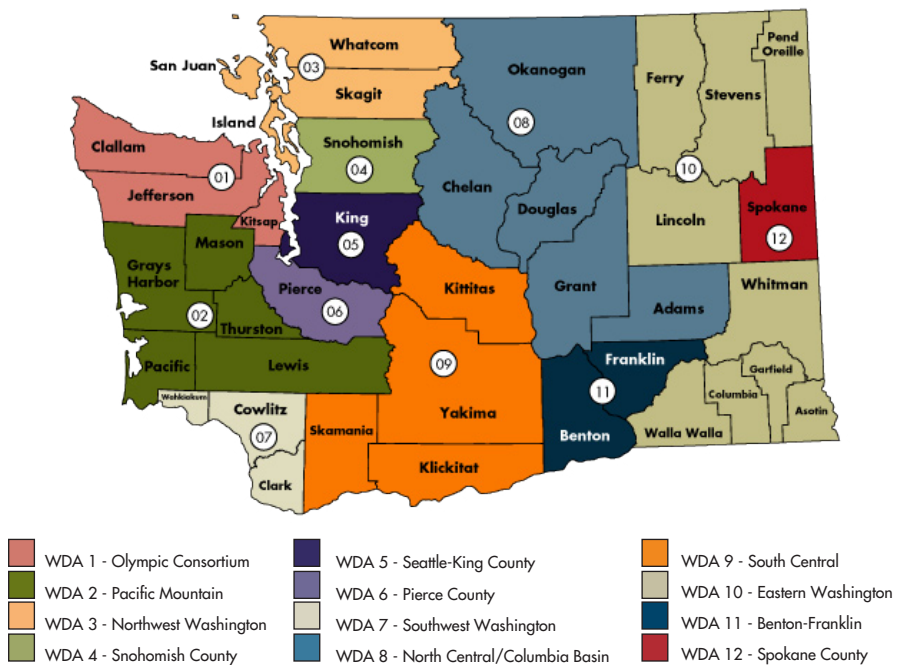 Whatcom
Pend
Oreille
San Juan
03
Okanogan
Ferry
Stevens
Skagit
Island
08
Clallam
Snohomish
04
10
01
Chelan
Jefferson
Douglas
Spokane
Kitsap
King
Lincoln
12
Mason
05
Grays
Harbor
Pierce
Kittitas
Grant
Whitman
06
Adams
02
Thurston
Pacific
Lewis
09
Franklin
Garfield
11
Columbia
Wahkiakum
Cowlitz
Yakima
Asotin
07
Skamania
Benton
Walla Walla
Klickitat
Clark
WDA 1 - Olympic Consortium
WDA 2 - Pacific Mountain
WDA 3 - Northwest Washington
WDA 4 - Snohomish County
WDA 5 - Seattle-King County
WDA 6 - Pierce County
WDA 7 - Southwest Washington
WDA 8 - North Central/Columbia Basin
WDA 9 - South Central
WDA 10 - Eastern Washington
WDA 11 - Benton-Franklin
WDA 12 - Spokane County